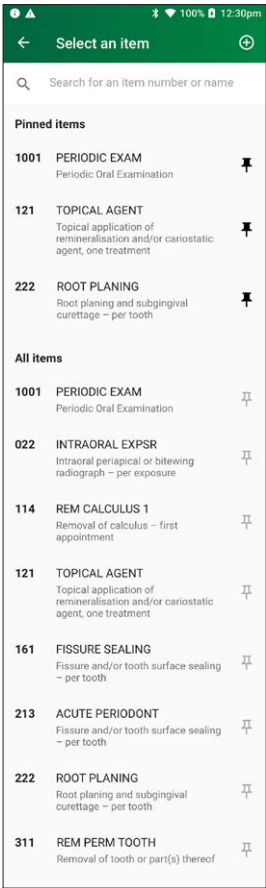 100% 12:30pm
Select an item
Search for an item number or name
Pinned items
1001 PERIODIC EXAM
Periodic Oral Examination
121 TOPICAL AGENT
Topical application of
remineralisation and/or cariostatic
agent, one treatment
222 ROOT PLANING
Root planing and subgingival
curettage – per tooth
All items
1001 PERIODIC EXAM
Periodic Oral Examination
022 INTRAORAL EXPSR
Intraoral periapical or bitewing
radiograph – per exposure
114 REM CALCULUS 1
Removal of calculus – first
appointment
121 TOPICAL AGENT
Topical application of
remineralisation and/or cariostatic
agent, one treatment
161 FISSURE SEALING
Fissure and/or tooth surface sealing
– per tooth
213 ACUTE PERIODONT
Fissure and/or tooth surface sealing
– per tooth
222 ROOT PLANING
Root planing and subgingival
curettage – per tooth
311 REM PERM TOOTH
Removal of tooth or part(s) thereof